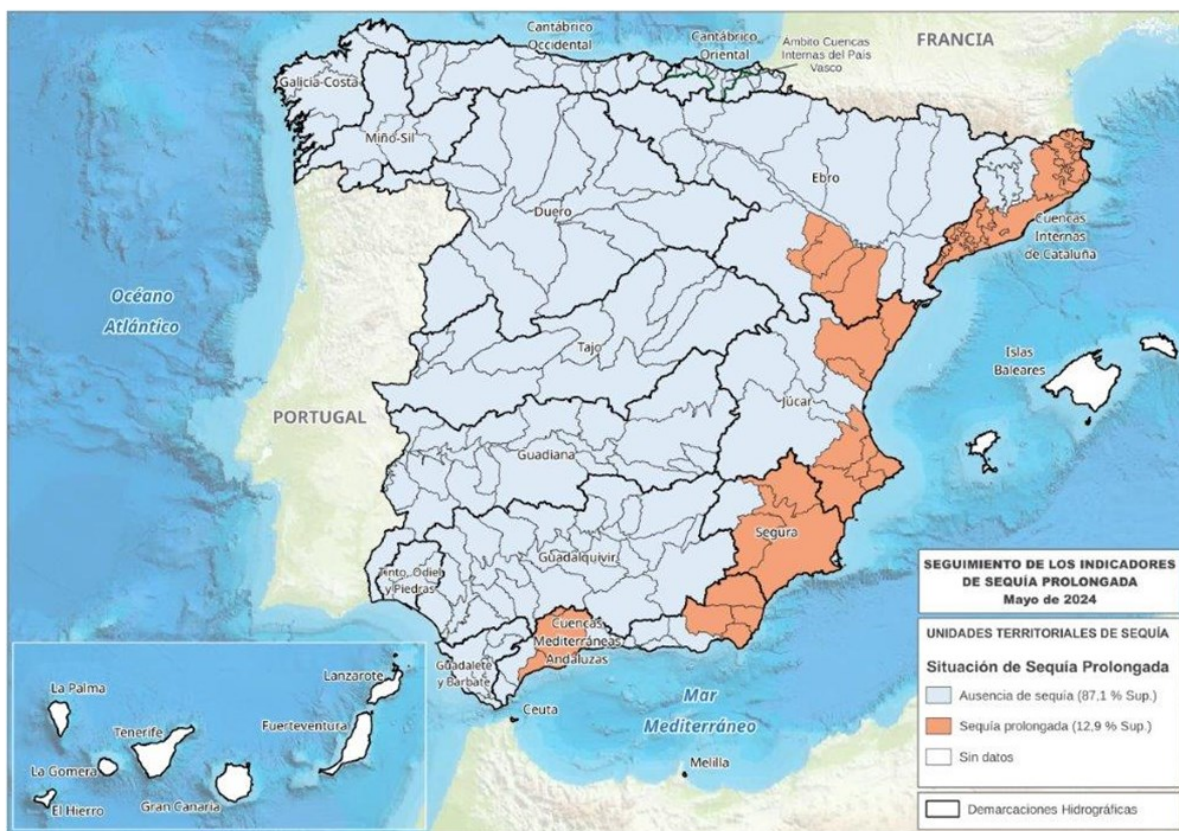 Cantábrico
Occidental
Cantábrico
Oriental
Ámbito Cuencas
Internas del País
Vasco
FRANCIA
Galicia-Costa
Miño-Sil
Ebro
Duero
Cuencas
Internas
de Cataluña
Océano
Atlántico
Tajo
Islas
Baleares
PORTUGAL
Júcar
Guadiana
Segura
Guadalquivir
Tinto, Odiel
y Piedras
Cuencas
Mediterráneas
Andaluzas
Guadalete
y Barbate
Ceuta
Mar
Mediterráneo
Melilla
La Palma
Lanzarote
Tenerife
Fuerteventura
La Gomera
El Hierro
Gran Canaria
SEGUIMIENTO DE LOS INDICADORES
DE SEQUÍA PROLONGADA
Mayo de 2024
UNIDADES TERRITORIALES DE SEQUÍA
Situación de Sequía Prolongada
Ausencia de sequía (87,1 % Sup.)
Sequía prolongada (12,9 % Sup.)
Sin datos
Demarcaciones Hidrográficas